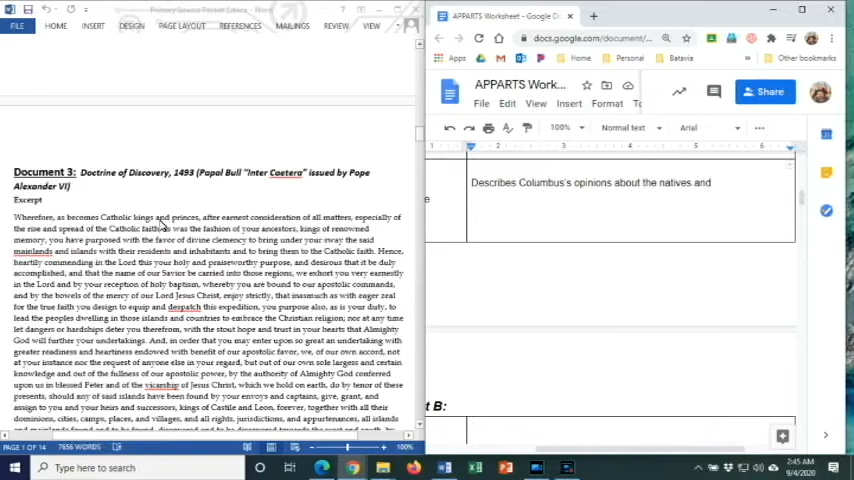 Primary Source Packet 6.docx - Word
FILE HOME INSERT DESIGN PAGE LAYOUT REFERENCES MAILINGS REVIEW VIEW
Document 3: Doctrine of Discovery, 1493 (Papal Bull "Inter Caetera" issued by Pope
Alexander VI)
Excerpt
Wherefore, as becomes Catholic kings and princes, after earnest consideration of all matters, especially of
the rise and spread of the Catholic faith, as was the fashion of your ancestors, kings of renowned
memory, you have purposed with the favor of divine clemency to bring under your sway the said
mainlands and islands with their residents and inhabitants and to bring them to the Catholic faith. Hence,
heartily commending in the Lord this your holy and praiseworthy purpose, and desirous that it be duly
accomplished, and that the name of our Savior be carried into those regions, we exhort you very earnestly
in the Lord and by your reception of holy baptism, whereby you are bound to our apostolic commands,
and by the bowels of the mercy of our Lord Jesus Christ, enjoy strictly, that inasmuch as with eager zeal
for the true faith you design to equip and despatch this expedition, you purpose also, as is your duty, to
lead the peoples dwelling in those islands and countries to embrace the Christian religion; nor at any time
let dangers or hardships deter you therefrom, with the stout hope and trust in your hearts that Almighty
God will further your undertakings. And, in order that you may enter upon so great an undertaking with
greater readiness and heartiness endowed with benefit of our apostolic favor, we, of our own accord, not
at your instance nor the request of anyone else in your regard, but out of our own sole largess and certain
knowledge and out of the fullness of our apostolic power, by the authority of Almighty God conferred
upon us in blessed Peter and of the vicarship of Jesus Christ, which we hold on earth, do by tenor of these
presents, should any of said islands have been found by your envoys and captains, give, grant, and
assign to you and your heirs and successors, kings of Castile and Leon, forever, together with all their
dominions, cities, camps, places, and villages, and all rights, jurisdictions, and appurtenances, all islands
PAGE 1 OF 14 7656 WORDS 100%
APPARTS Worksheet - Google D
docs.google.com/document/
Apps Home Personal Batavia Other bookmarks
APPARTS Work...
Share
File Edit View Insert Format To
100% Normal text Arial
1 2 3 4 5 6
e
Describes Columbus's opinions about the natives and
t B:
Type here to search
2:45 AM
9/4/2020